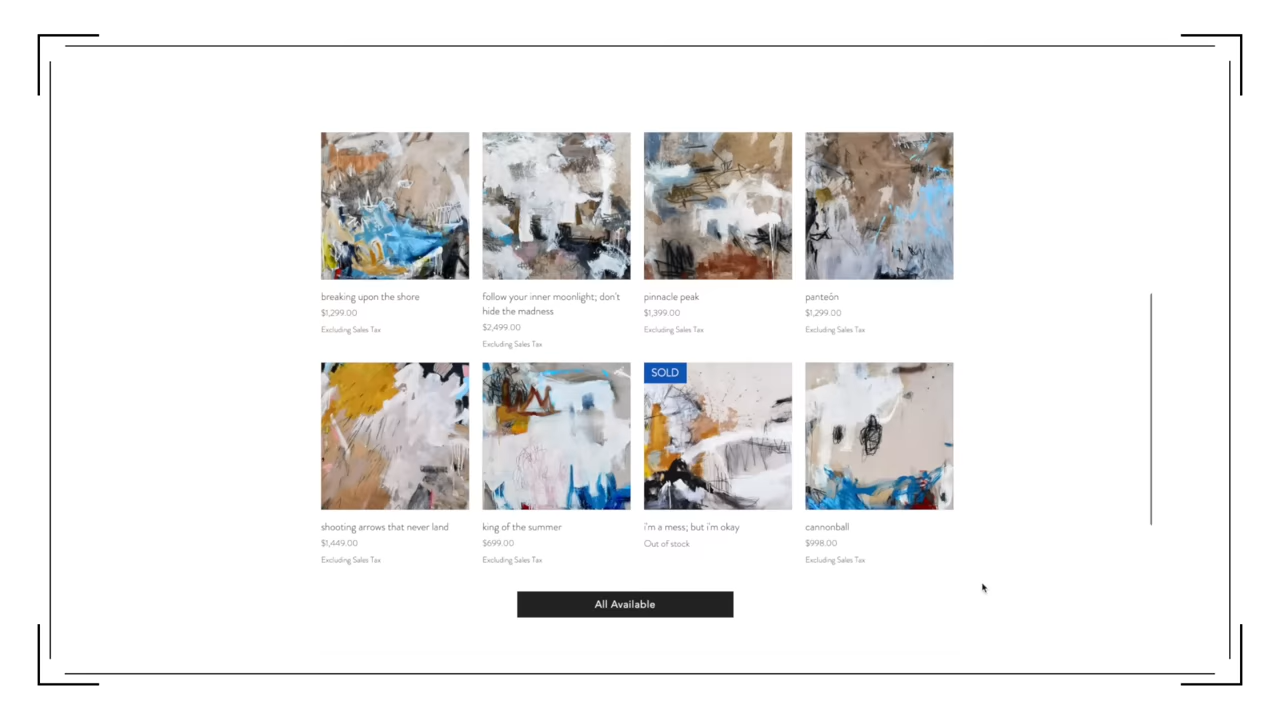 breaking upon the shore
$1,299.00
Excluding Sales Tax
follow your inner moonlight; don't
hide the madness
$2,499.00
Excluding Sales Tax
pinnacle peak
$1,399.00
Excluding Sales Tax
panteón
$1,299.00
Excluding Sales Tax
shooting arrows that never land
$1,449.00
Excluding Sales Tax
king of the summer
$699.00
Excluding Sales Tax
SOLD
i'm a mess; but i'm okay
Out of stock
cannonball
$998.00
Excluding Sales Tax
All Available